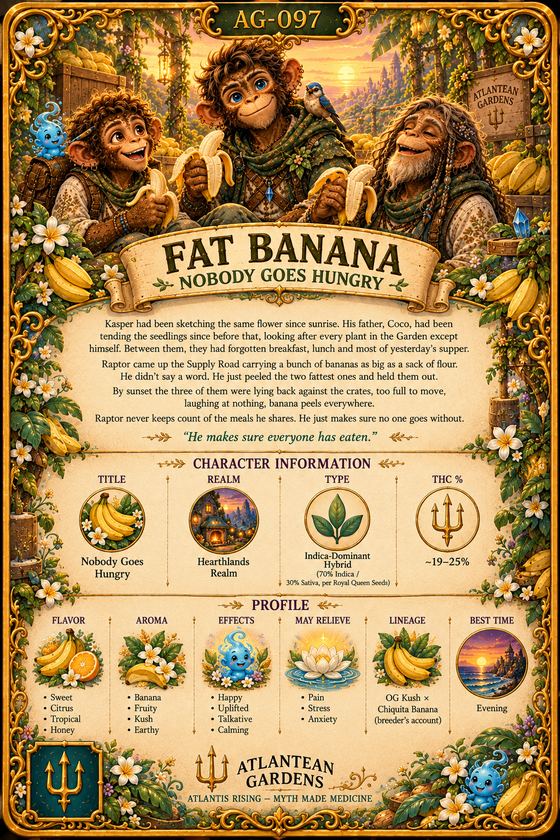 AG-097
ATLANTEAN
GARDENS
FAT BANANA
NOBODY GOES HUNGRY
Kasper had been sketching the same flower since sunrise. His father, Coco, had been
tending the seedlings since before that, looking after every plant in the Garden except
himself. Between them, they had forgotten breakfast, lunch and most of yesterday's supper.
Raptor came up the Supply Road carrying a bunch of bananas as big as a sack of flour.
He didn't say a word. He just peeled the two fattest ones and held them out.
By sunset the three of them were lying back against the crates, too full to move,
laughing at nothing, banana peels everywhere.
Raptor never keeps count of the meals he shares. He just makes sure no one goes without.
"He makes sure everyone has eaten."
CHARACTER INFORMATION
TITLE
Nobody Goes
Hungry
REALM
Hearthlands
Realm
TYPE
Indica-Dominant
Hybrid
(70% Indica /
30% Sativa, per Royal Queen Seeds)
THC %
~19–25%
PROFILE
FLAVOR
• Sweet
• Citrus
• Tropical
• Honey
AROMA
• Banana
• Fruity
• Kush
• Earthy
EFFECTS
• Happy
• Uplifted
• Talkative
• Calming
MAY RELIEVE
• Pain
• Stress
• Anxiety
LINEAGE
OG Kush ×
Chiquita Banana
(breeder's account)
BEST TIME
Evening
ATLANTEAN
GARDENS
ATLANTIS RISING – MYTH MADE MEDICINE